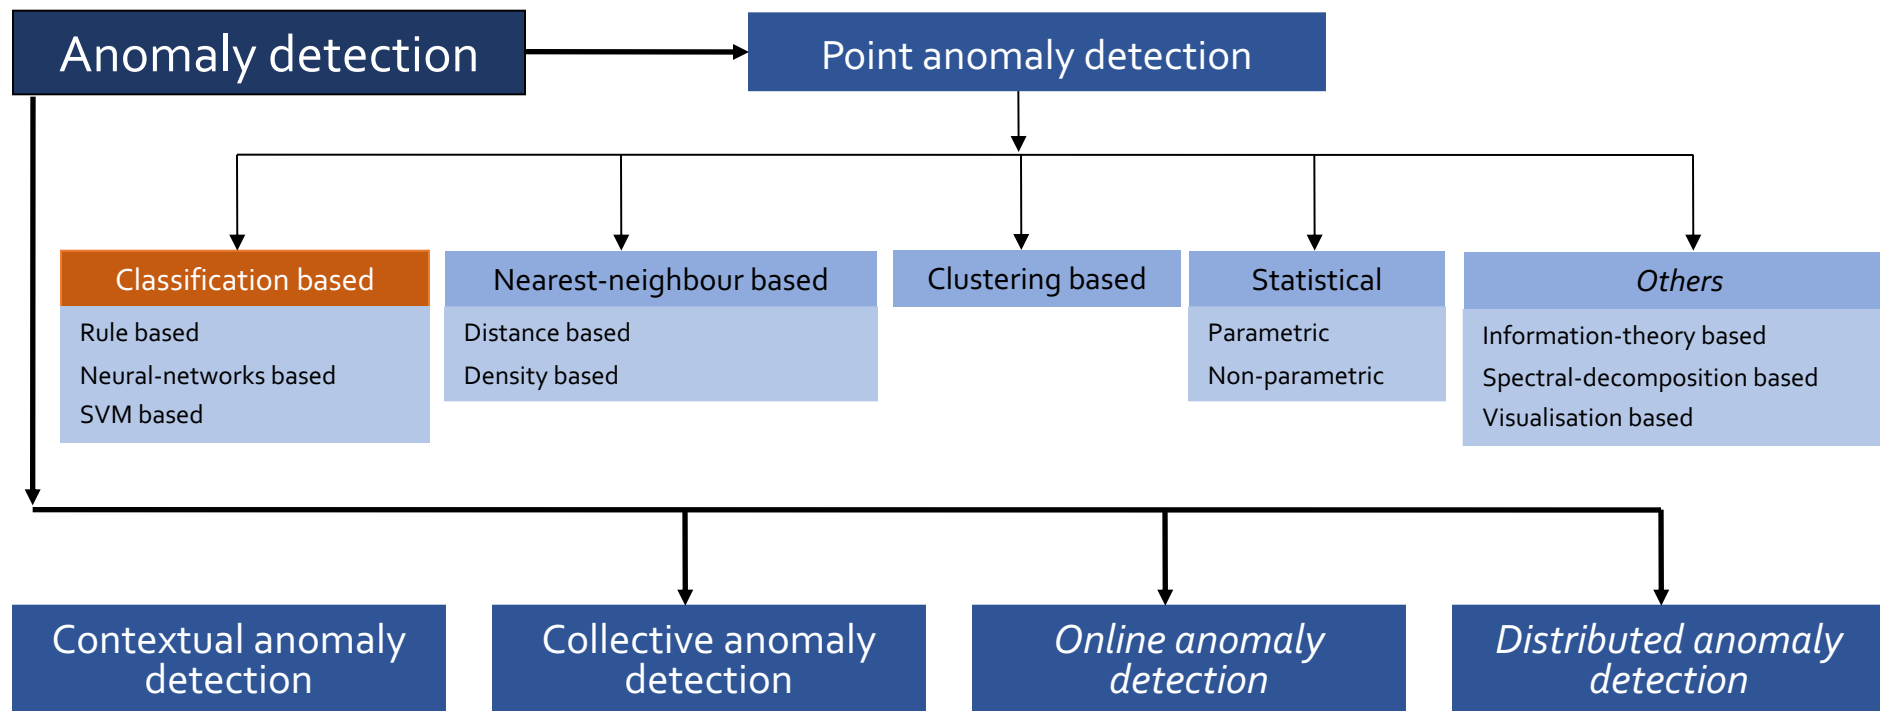 Anomaly detection
Point anomaly detection
Classification based
Rule based
Neural-networks based
SVM based
Nearest-neighbour based
Distance based
Density based
Clustering based
Statistical
Parametric
Non-parametric
Others
Information-theory based
Spectral-decomposition based
Visualisation based
Contextual anomaly
detection
Collective anomaly
detection
Online anomaly
detection
Distributed anomaly
detection